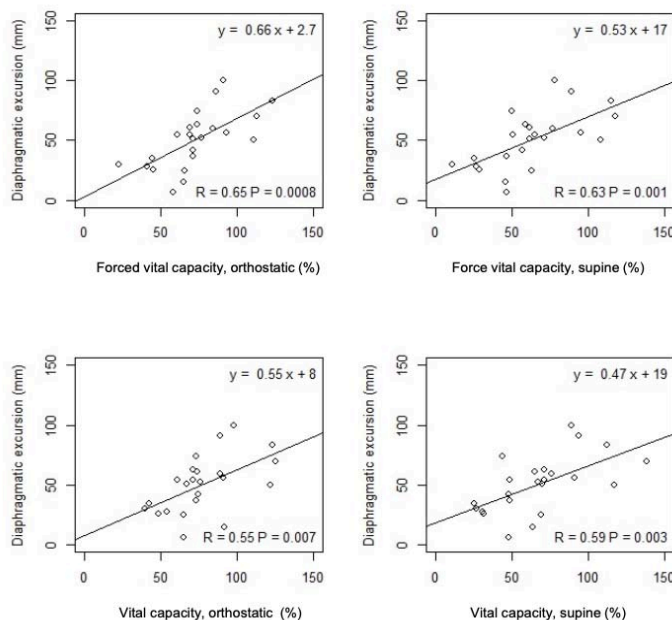 Diaphragmatic excursion (mm)
150
100
50
0
y = 0.66 x + 2.7
R = 0.65 P = 0.0008
0 50 100 150
Forced vital capacity, orthostatic (%)
Diaphragmatic excursion (mm)
150
100
50
0
y = 0.53 x + 17
R = 0.63 P = 0.001
0 50 100 150
Force vital capacity, supine (%)
Diaphragmatic excursion (mm)
150
100
50
0
y = 0.55 x + 8
R = 0.55 P = 0.007
0 50 100 150
Vital capacity, orthostatic (%)
Diaphragmatic excursion (mm)
150
100
50
0
y = 0.47 x + 19
R = 0.59 P = 0.003
0 50 100 150
Vital capacity, supine (%)